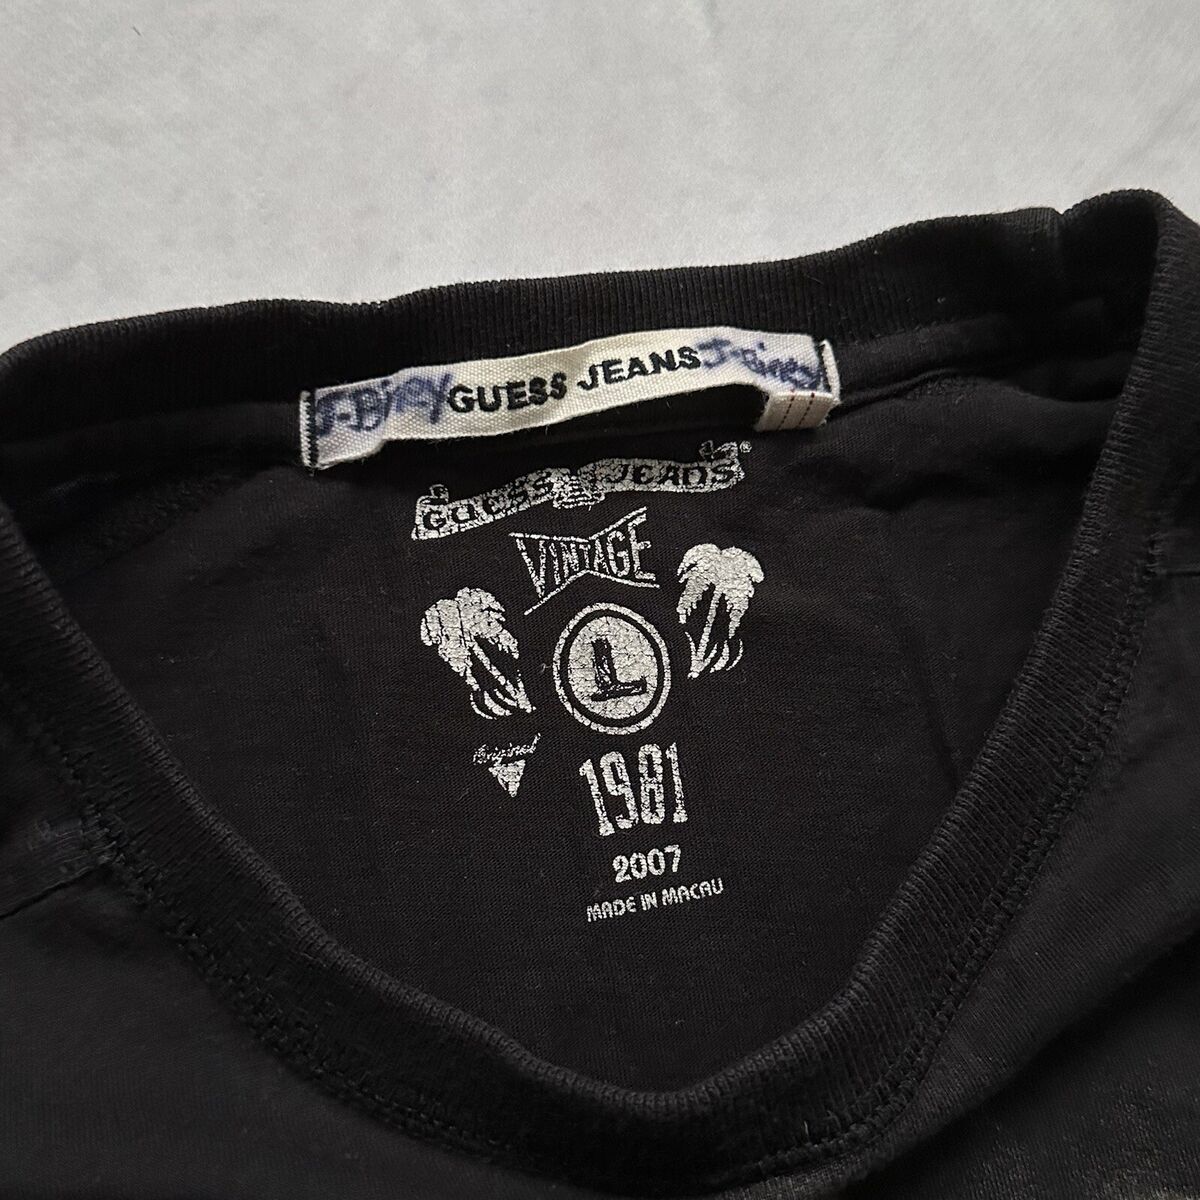 GUESS JEANS
GUESS JEANS®
VINTAGE
L
1981
2007
MADE IN MACAU